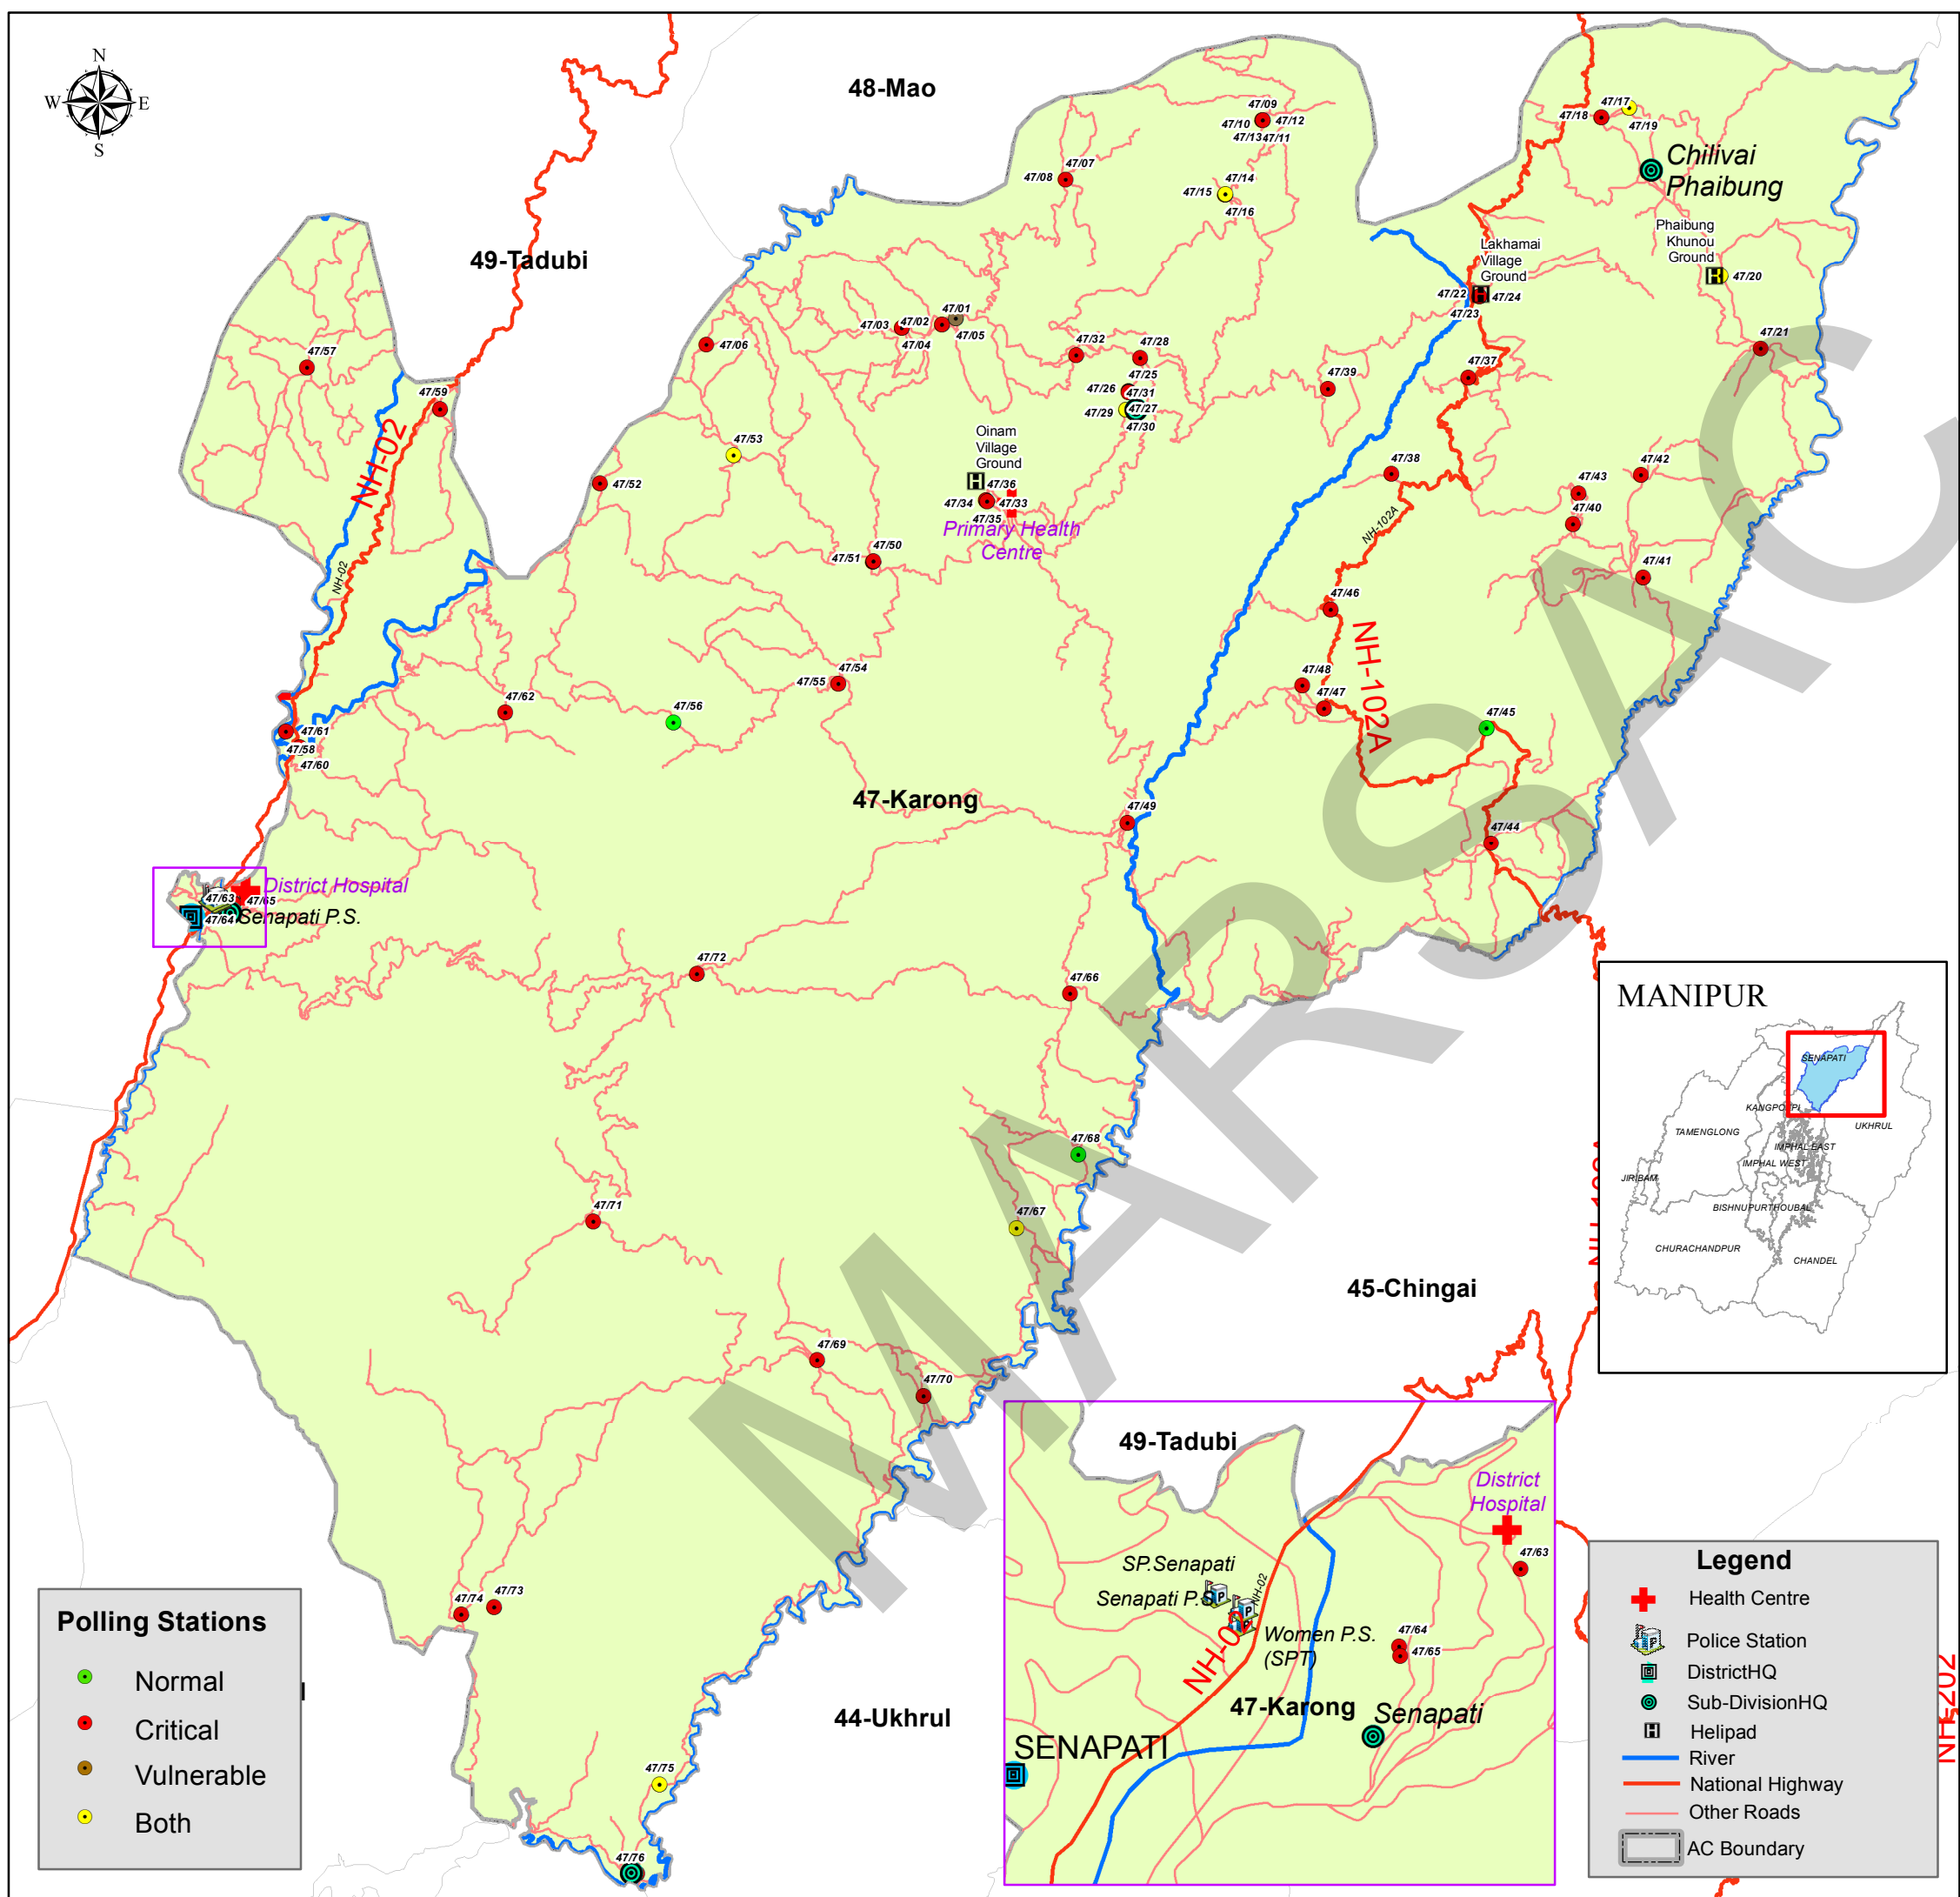 N
W
E
S
48-Mao
49-Tadubi
47/09
47/10
47/12
47/13
47/11
47/07
47/08
47/14
47/15
47/16
47/17
47/18
47/19
Chilivai
Phaibung
Phaibung
Khunou
Ground
47/20
Lakhamai
Village
Ground
47/22
47/24
47/23
47/21
47/01
47/02
47/03
47/04
47/05
47/06
47/32
47/28
47/25
47/26
47/31
47/29
47/27
47/30
47/37
47/39
47/57
47/59
NH-02
47/53
47/52
Oinam
Village
Ground
47/36
47/34
47/33
47/35
Primary Health
Centre
47/38
47/42
47/43
47/40
NH-102A
47/50
47/51
47/41
NH-02
47/46
NH-102A
47/54
47/55
47/48
47/47
47/62
47/56
47/45
47/61
47/58
47/60
47-Karong
47/49
47/44
District Hospital
47/63
47/65
47/64
Senapati P.S.
47/72
47/66
47/68
47/67
47/71
45-Chingai
47/69
47/70
47/74
47/73
44-Ukhrul
47/75
47/76
MARSAC
MANIPUR
SENAPATI
KANGPOKPI
TAMENGLONG
UKHRUL
IMPHAL EAST
IMPHAL WEST
JIRIBAM
BISHNUPUR
THOUBAL
CHURACHANDPUR
CHANDEL
49-Tadubi
District
Hospital
47/63
SP.Senapati
Senapati P.S
NH-02
Women P.S.
(SPT)
47/64
47/65
47-Karong
Senapati
SENAPATI
Polling Stations
Normal
Critical
Vulnerable
Both
Legend
Health Centre
Police Station
DistrictHQ
Sub-DivisionHQ
Helipad
River
National Highway
Other Roads
AC Boundary
NH-202